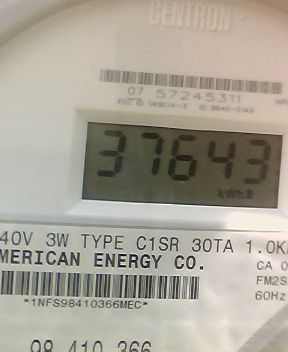 CENTRON
07 57245311
37643
kWh
40V 3W TYPE C1SR 30TA 1.0K
MERICAN ENERGY CO.
CA 0
FM2S
60Hz
*1NFS98410366MEC*
98 410 366